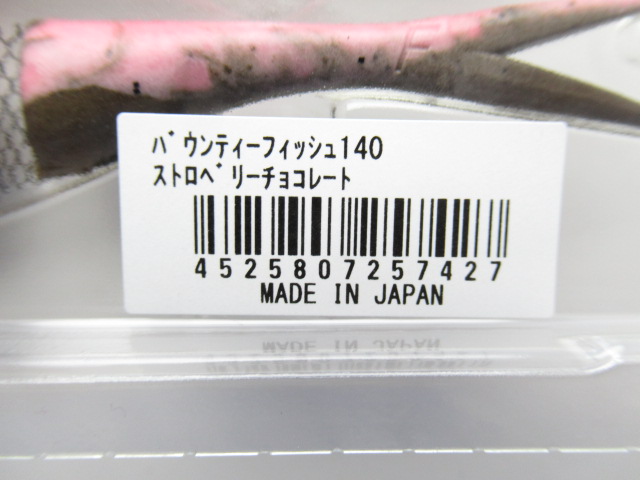 ﾊﾞｳﾝﾃｨｰﾌｨｯｼｭ140
ｽﾄﾛﾍﾞﾘｰﾁｮｺﾚｰﾄ
4525807257427
MADE IN JAPAN